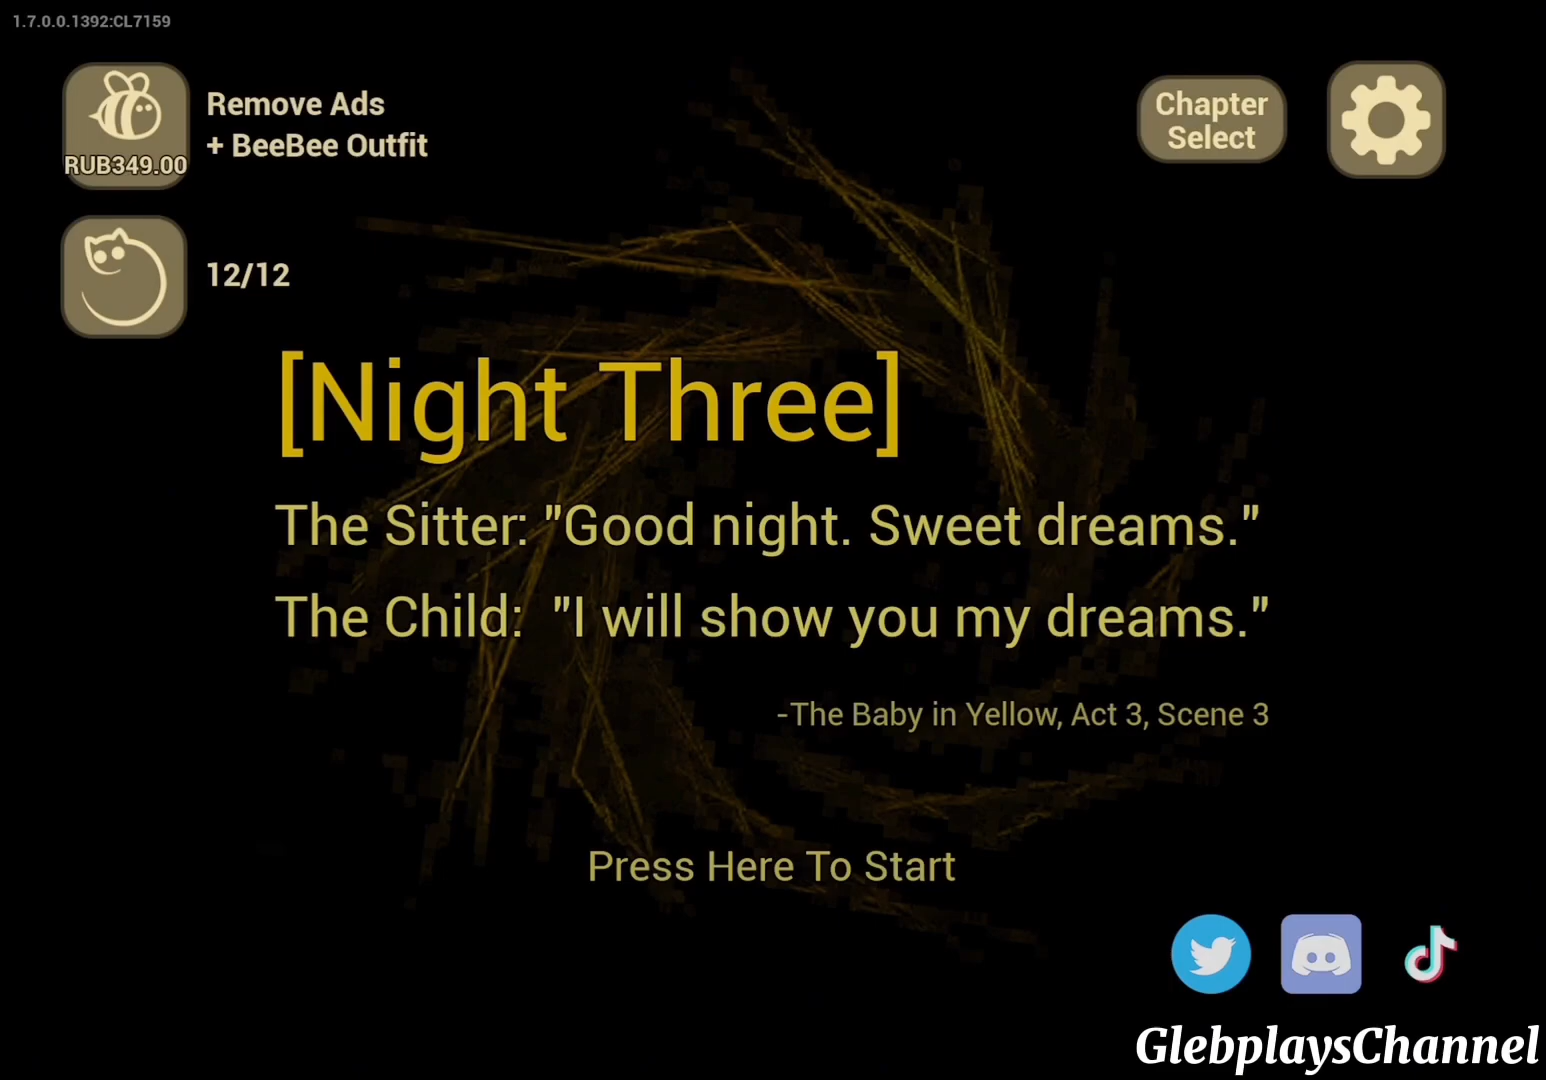 1.7.0.0.1392:CL7159
Remove Ads
+ BeeBee Outfit
RUB349.00
Chapter
Select
12/12
[Night Three]
The Sitter: "Good night. Sweet dreams."
The Child:  "I will show you my dreams."
-The Baby in Yellow, Act 3, Scene 3
Press Here To Start
GlebplaysChannel